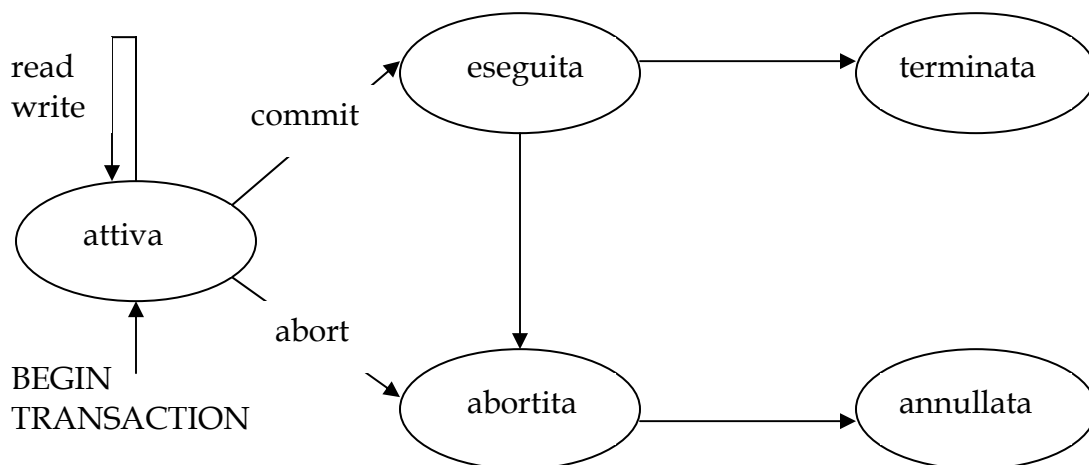 read
write
commit
eseguita
terminata
attiva
abort
BEGIN
TRANSACTION
abortita
annullata